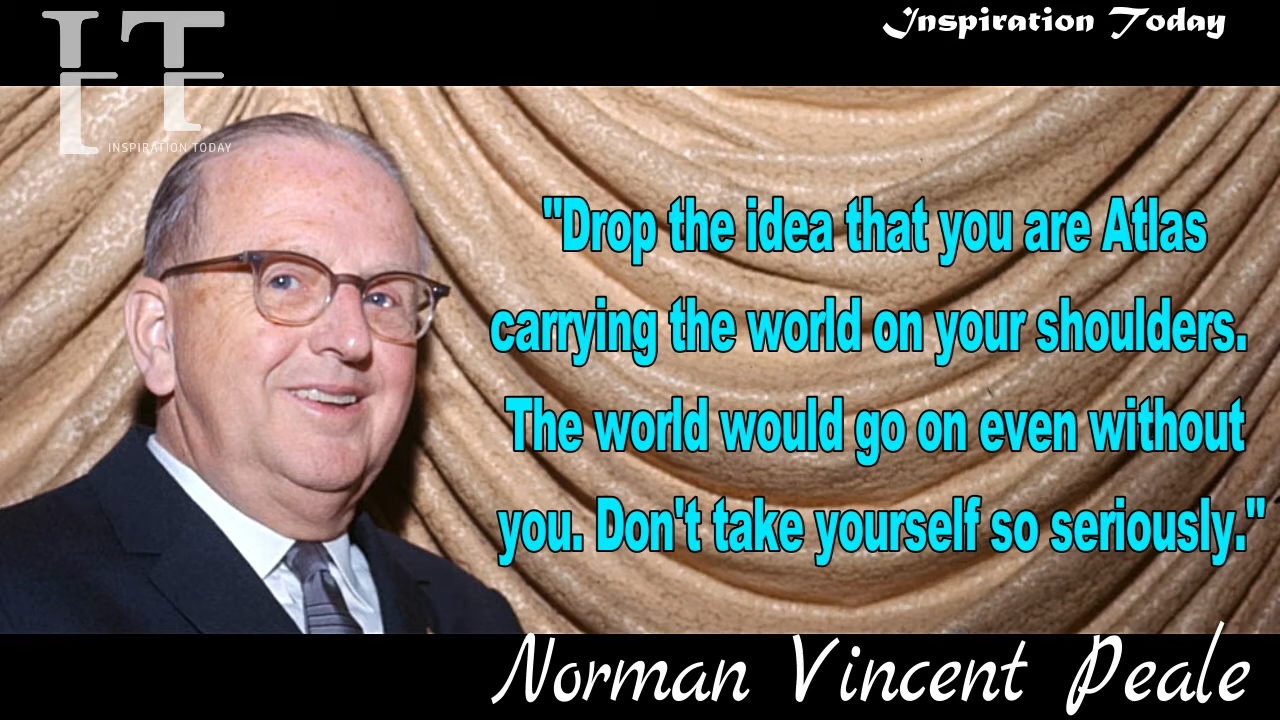 Inspiration Today
IT
INSPIRATION TODAY
"Drop the idea that you are Atlas
carrying the world on your shoulders.
The world would go on even without
you. Don't take yourself so seriously."
Norman Vincent Peale